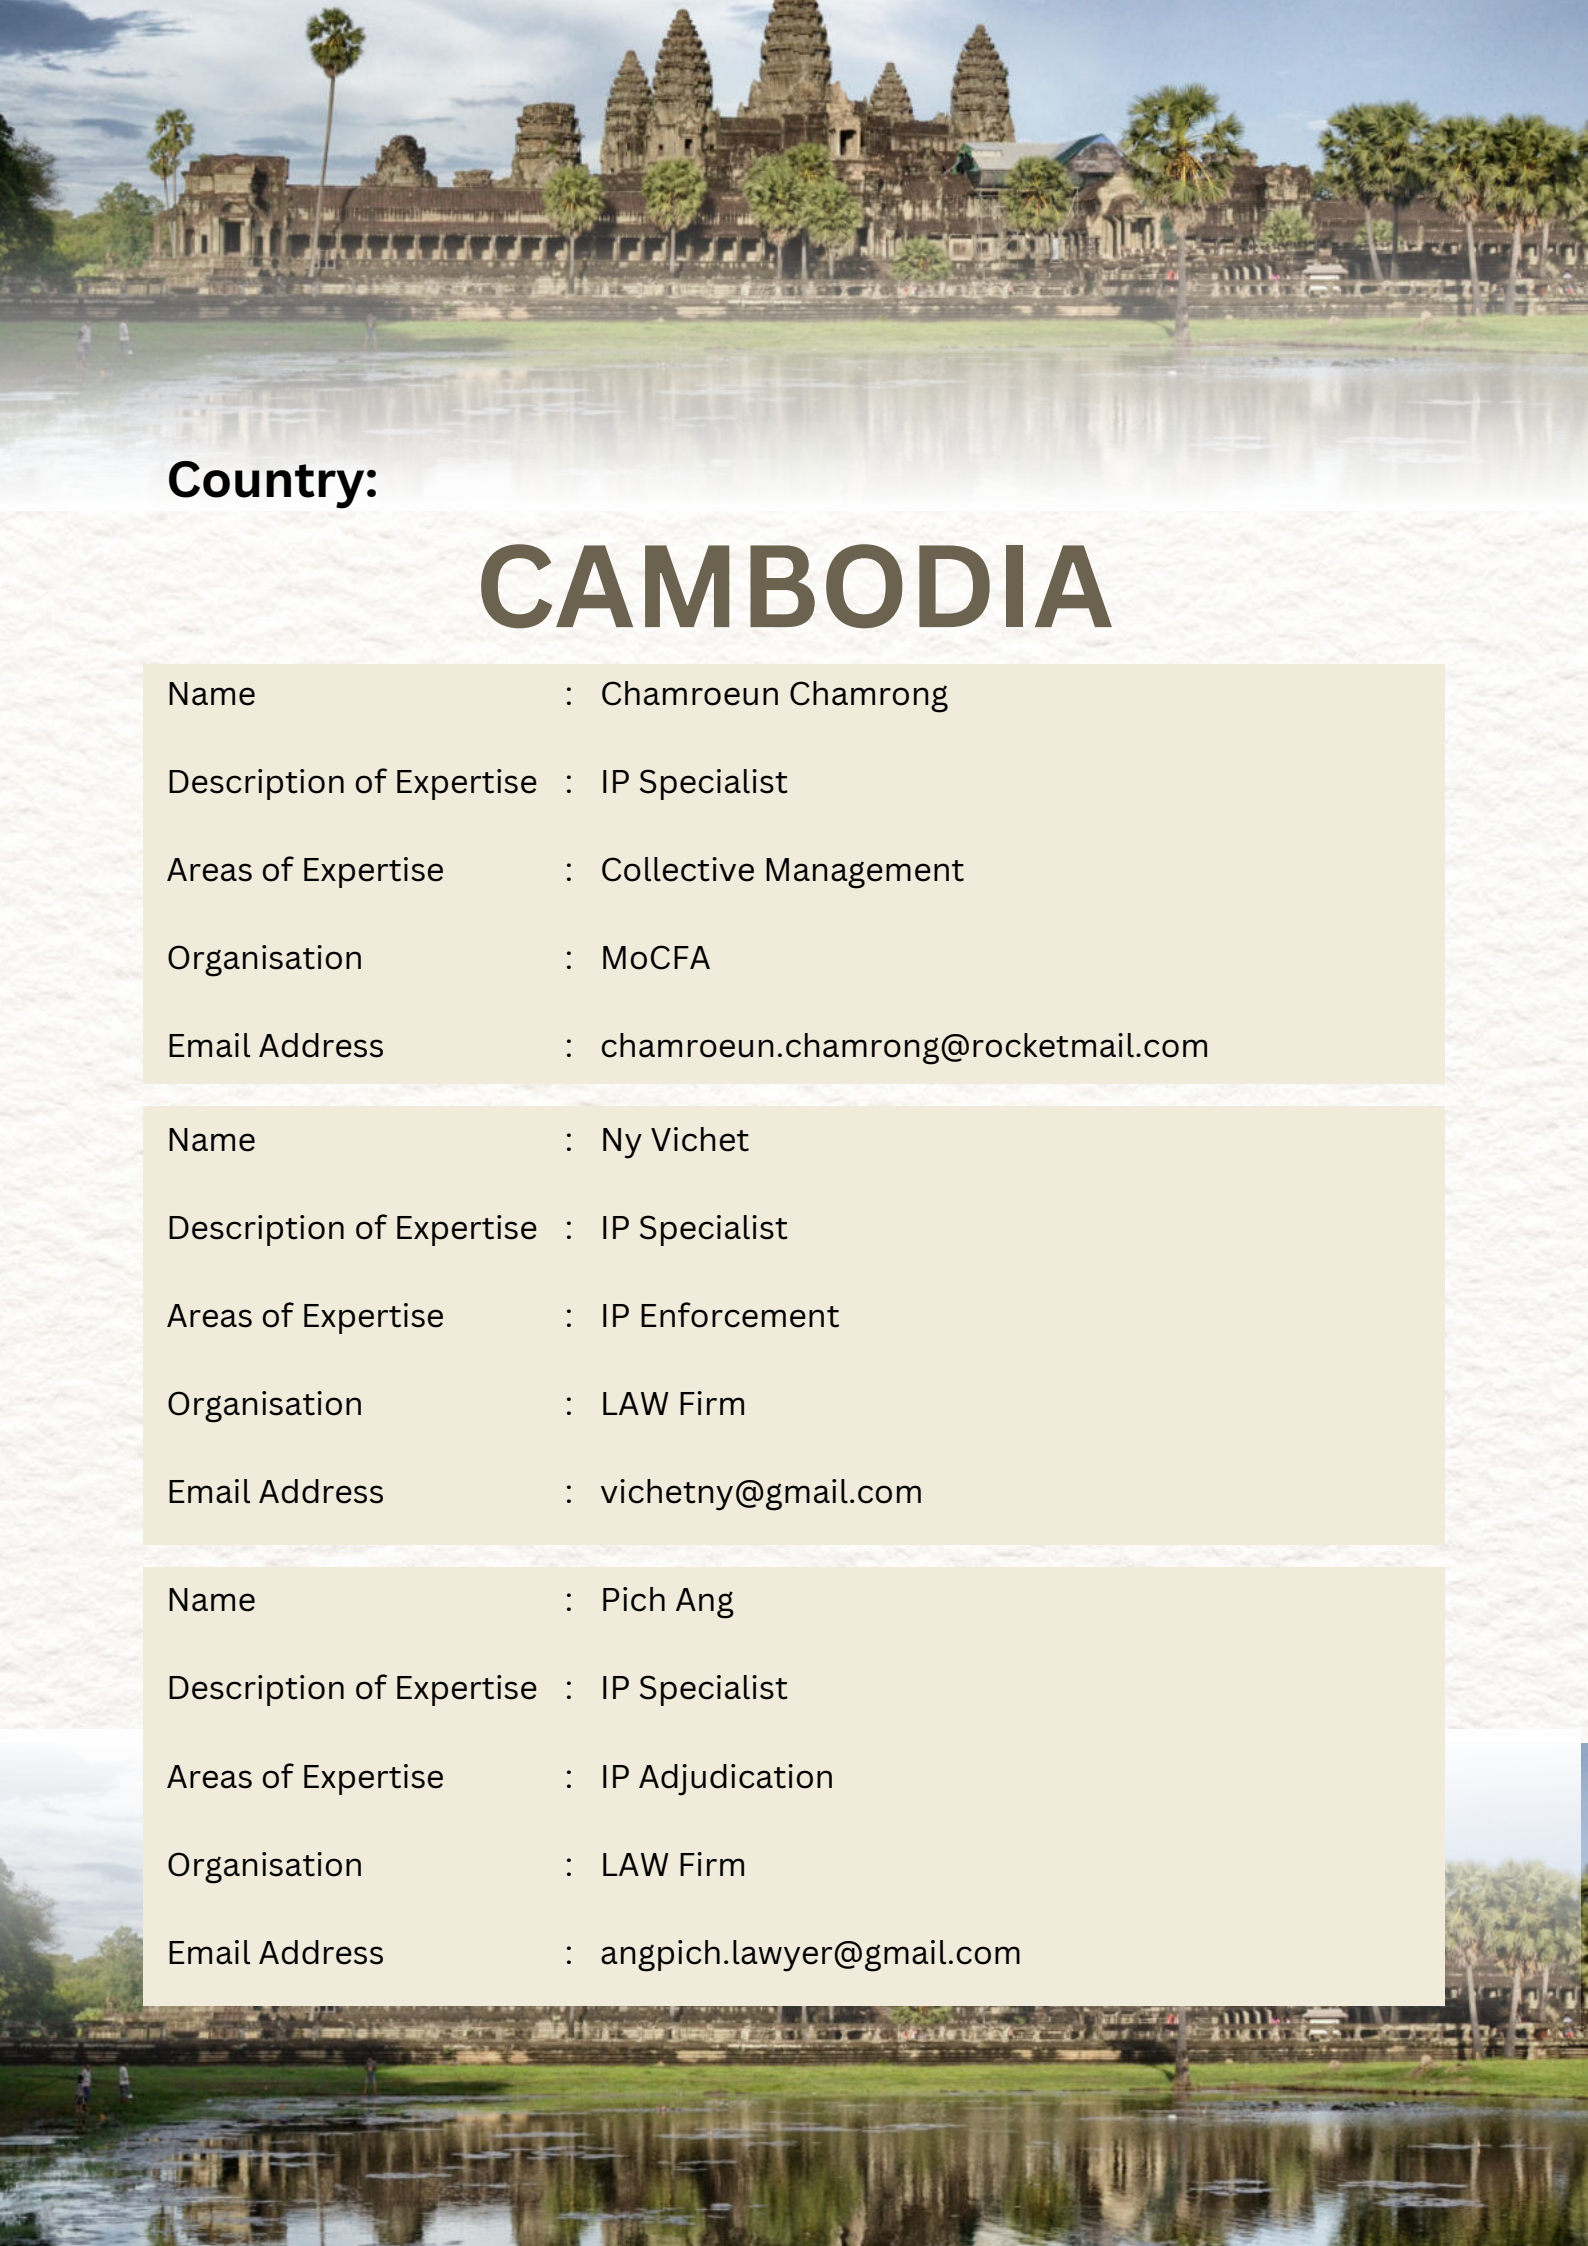 Country:
CAMBODIA
Name : Chamroeun Chamrong
Description of Expertise : IP Specialist
Areas of Expertise : Collective Management
Organisation : MoCFA
Email Address : chamroeun.chamrong@rocketmail.com
Name : Ny Vichet
Description of Expertise : IP Specialist
Areas of Expertise : IP Enforcement
Organisation : LAW Firm
Email Address : vichetny@gmail.com
Name : Pich Ang
Description of Expertise : IP Specialist
Areas of Expertise : IP Adjudication
Organisation : LAW Firm
Email Address : angpich.lawyer@gmail.com